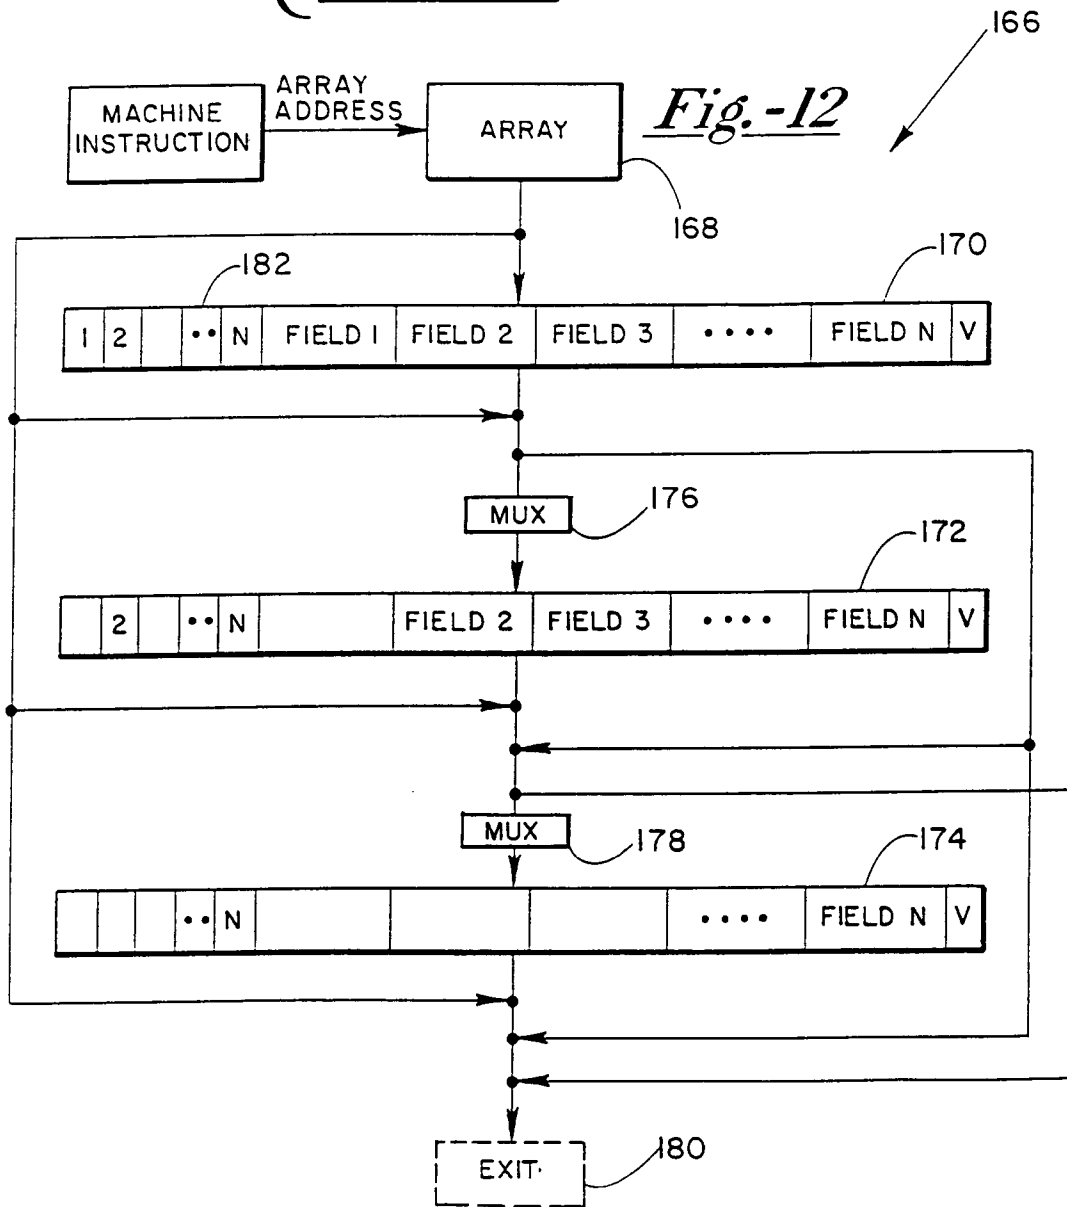 166
ARRAY
ADDRESS
MACHINE
INSTRUCTION
ARRAY
Fig.-12
168
182
170
1 2 •• N FIELD 1 FIELD 2 FIELD 3 •••• FIELD N V
MUX
176
172
2 •• N FIELD 2 FIELD 3 •••• FIELD N V
MUX
178
174
•• N •••• FIELD N V
EXIT·
180